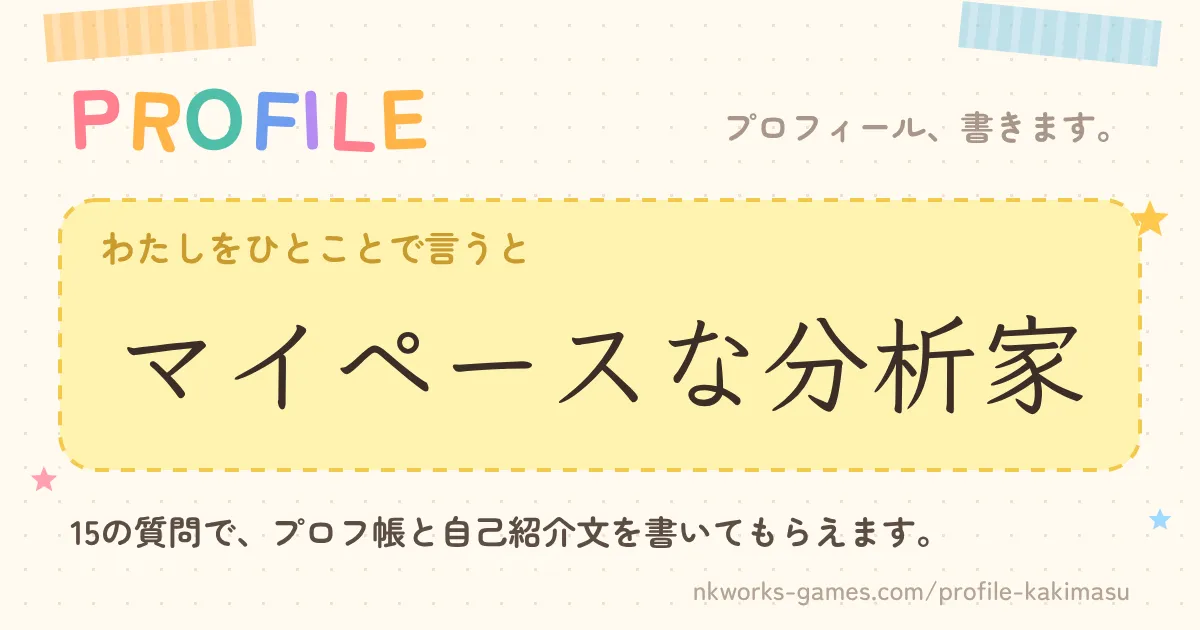 PROFILE
プロフィール、書きます。
わたしをひとことで言うと
マイペースな分析家
15の質問で、プロフ帳と自己紹介文を書いてもらえます。
nkworks-games.com/profile-kakimasu